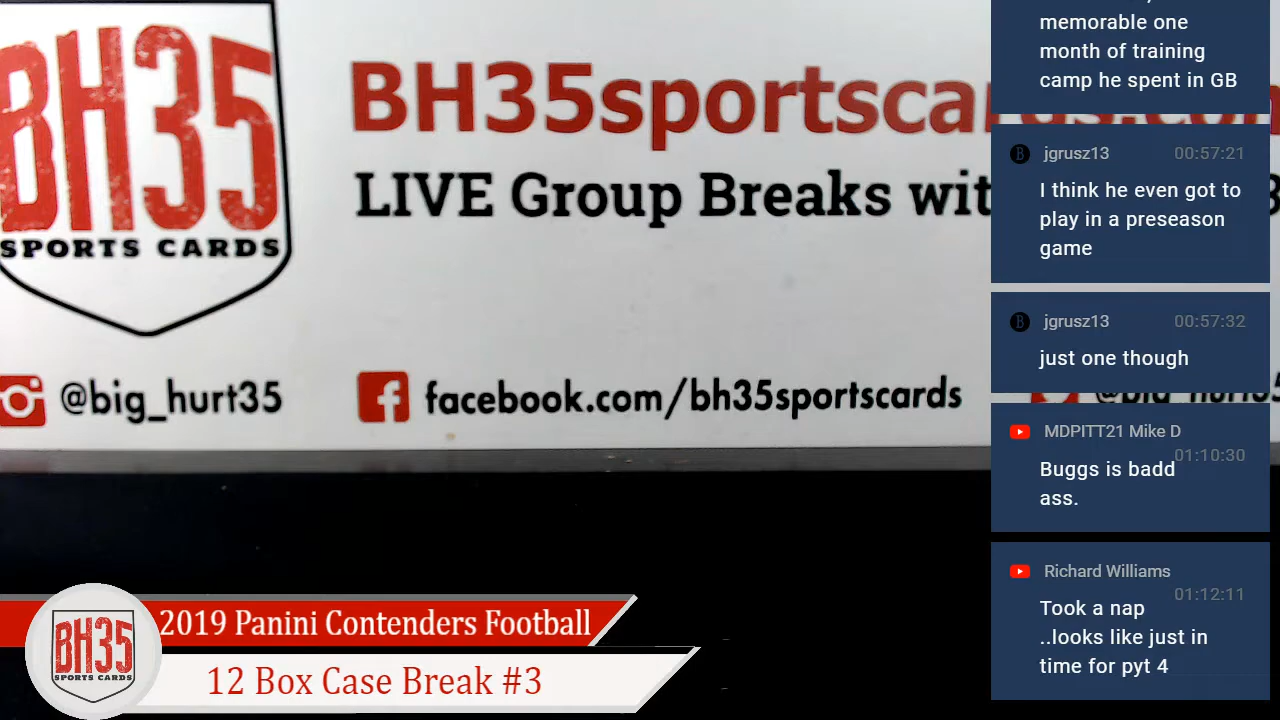 BH35
SPORTS CARDS
BH35sportscards.com
LIVE Group Breaks wit
@big_hurt35
facebook.com/bh35sportscards
@big_hurt35
memorable one
month of training
camp he spent in GB
jgrusz13 00:57:21
I think he even got to
play in a preseason
game
jgrusz13 00:57:32
just one though
MDPITT21 Mike D
01:10:30
Buggs is badd
ass.
Richard Williams
01:12:11
Took a nap
..looks like just in
time for pyt 4
BH35
SPORTS CARDS
2019 Panini Contenders Football
12 Box Case Break #3